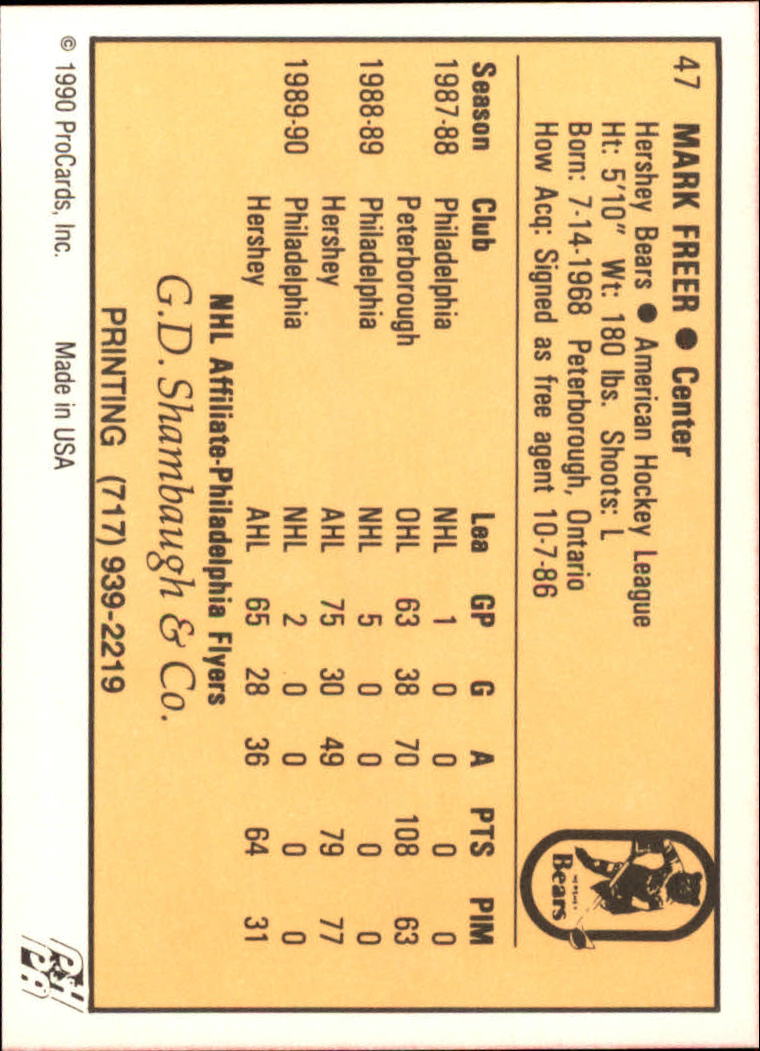 47 MARK FREER ● Center
Hershey Bears ● American Hockey League
Ht: 5'10" Wt: 180 lbs. Shoots: L
Born: 7-14-1968 Peterborough, Ontario
How Acq: Signed as free agent 10-7-86
Bears
Season Club Lea GP G A PTS PIM
1987-88 Philadelphia NHL 1 0 0 0 0
Peterborough OHL 63 38 70 108 63
1988-89 Philadelphia NHL 5 0 0 0 0
Hershey AHL 75 30 49 79 77
1989-90 Philadelphia NHL 2 0 0 0 0
Hershey AHL 65 28 36 64 31
NHL Affiliate-Philadelphia Flyers
G.D. Shambaugh & Co.
PRINTING (717) 939-2219
© 1990 ProCards, Inc. Made in USA